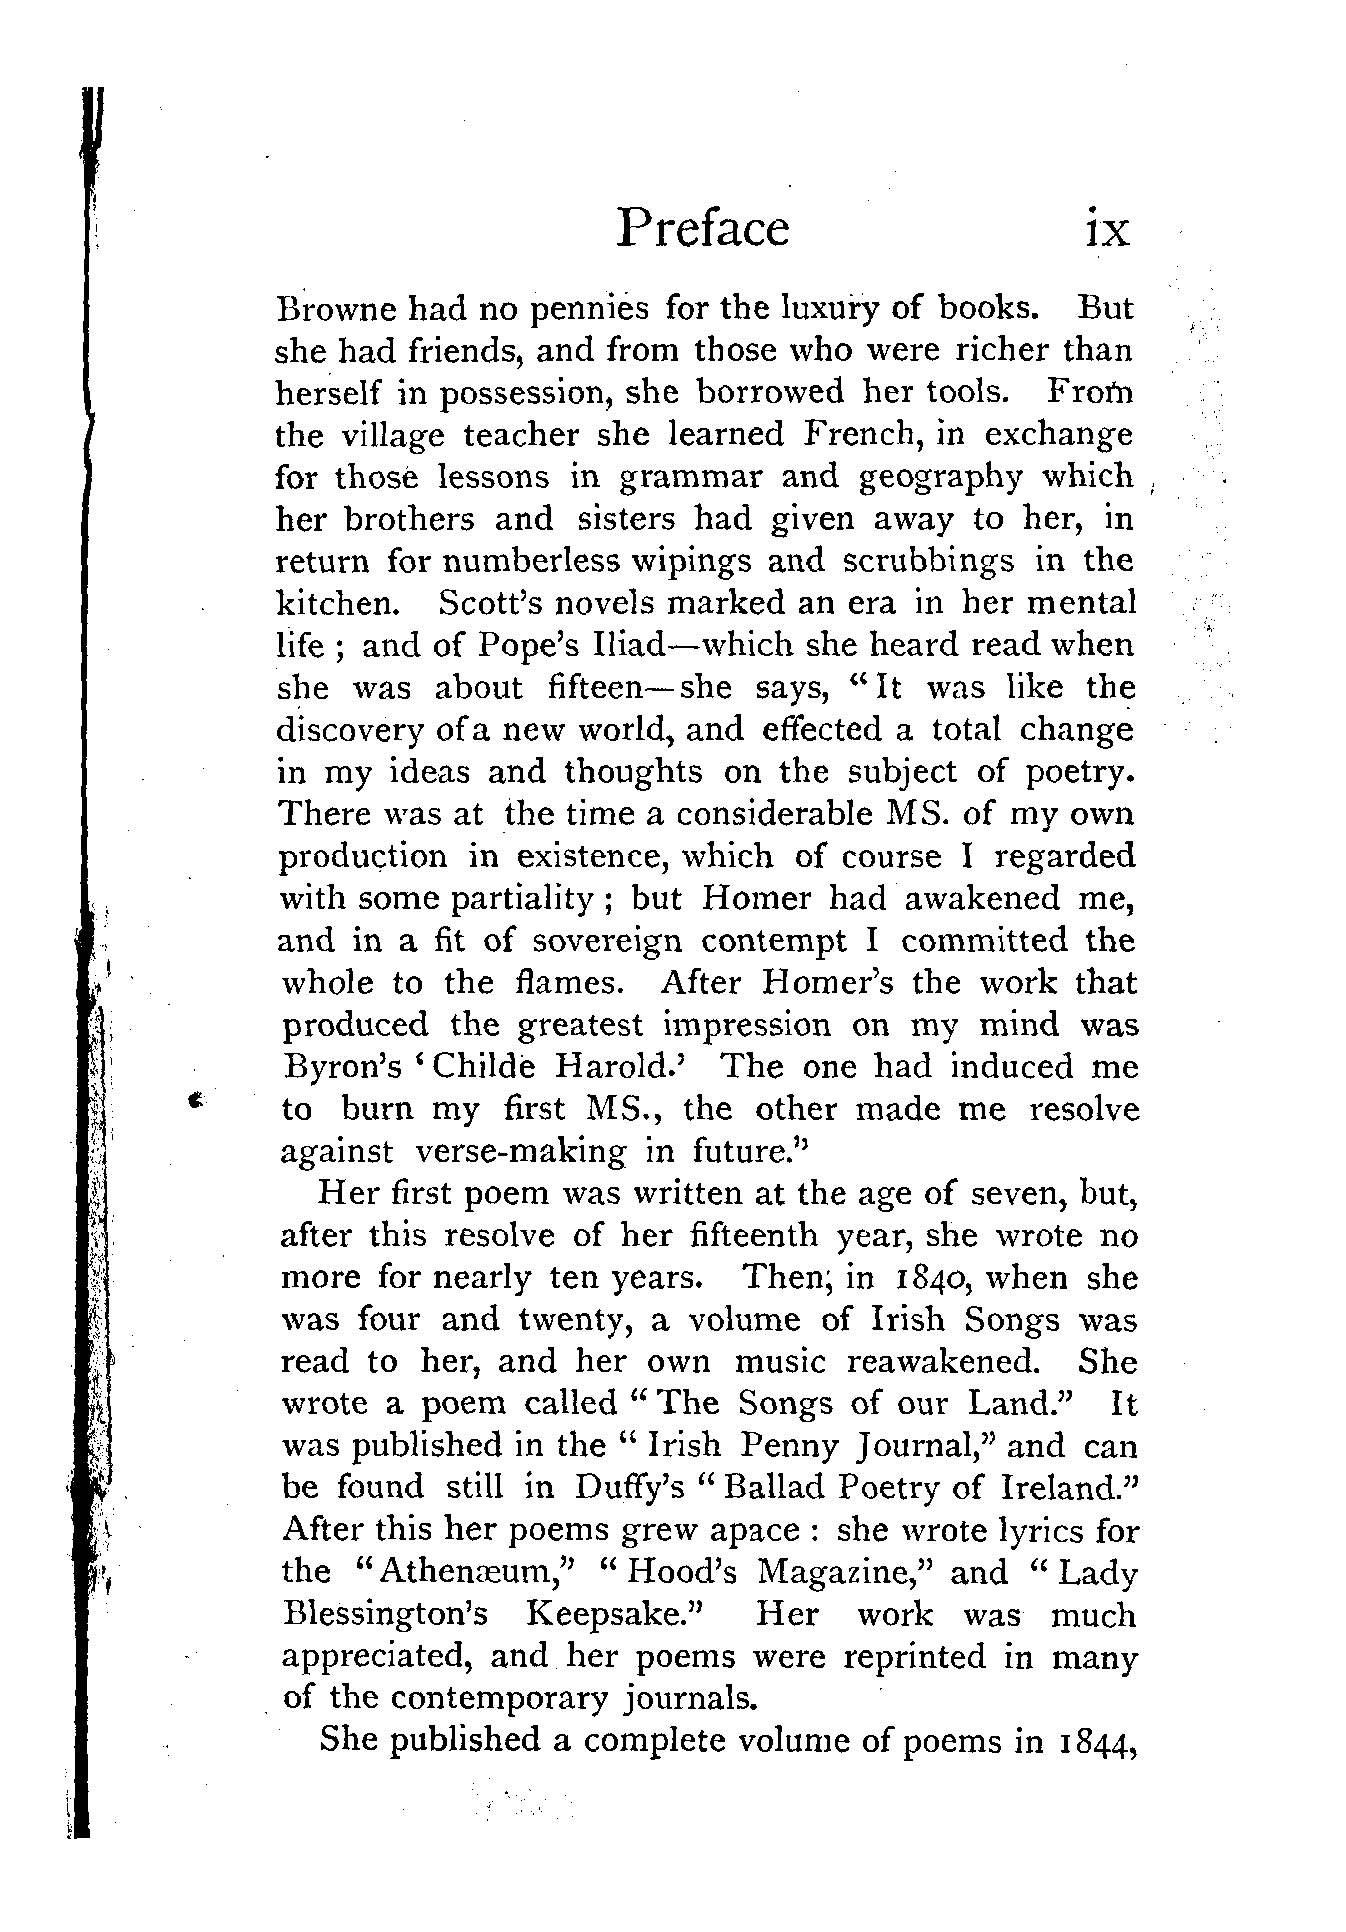 Preface ix
Browne had no pennies for the luxury of books. But
she had friends, and from those who were richer than
herself in possession, she borrowed her tools. From
the village teacher she learned French, in exchange
for those lessons in grammar and geography which
her brothers and sisters had given away to her, in
return for numberless wipings and scrubbings in the
kitchen. Scott's novels marked an era in her mental
life ; and of Pope's Iliad—which she heard read when
she was about fifteen—she says, “It was like the
discovery of a new world, and effected a total change
in my ideas and thoughts on the subject of poetry.
There was at the time a considerable MS. of my own
production in existence, which of course I regarded
with some partiality ; but Homer had awakened me,
and in a fit of sovereign contempt I committed the
whole to the flames. After Homer's the work that
produced the greatest impression on my mind was
Byron's ‘Childe Harold.’ The one had induced me
to burn my first MS., the other made me resolve
against verse-making in future.”
Her first poem was written at the age of seven, but,
after this resolve of her fifteenth year, she wrote no
more for nearly ten years. Then, in 1840, when she
was four and twenty, a volume of Irish Songs was
read to her, and her own music reawakened. She
wrote a poem called “The Songs of our Land.” It
was published in the “Irish Penny Journal,” and can
be found still in Duffy's “Ballad Poetry of Ireland.”
After this her poems grew apace : she wrote lyrics for
the “Athenæum,” “Hood's Magazine,” and “Lady
Blessington's Keepsake.” Her work was much
appreciated, and her poems were reprinted in many
of the contemporary journals.
She published a complete volume of poems in 1844,